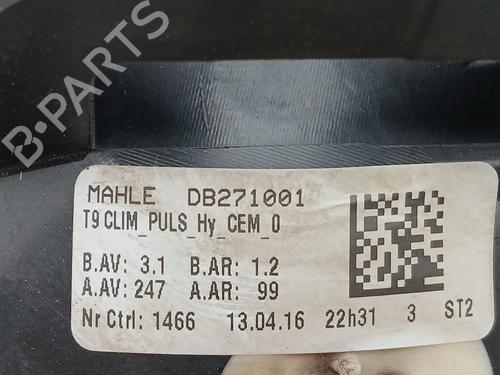 B-PARTS
MAHLE DB271001
T9 CLIM_PULS_Hy_CEM_0
B.AV: 3.1 B.AR: 1.2
A.AV: 247 A.AR: 99
Nr Ctrl: 1466 13.04.16 22h31 3 ST2